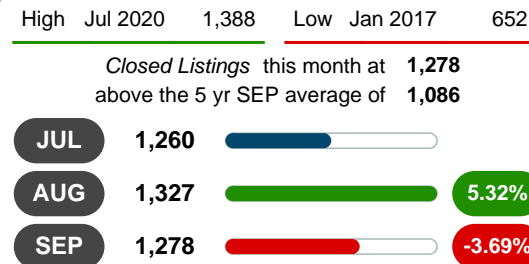 High Jul 2020 1,388 Low Jan 2017 652
Closed Listings this month at 1,278
above the 5 yr SEP average of 1,086
JUL 1,260
AUG 1,327 5.32%
SEP 1,278 -3.69%